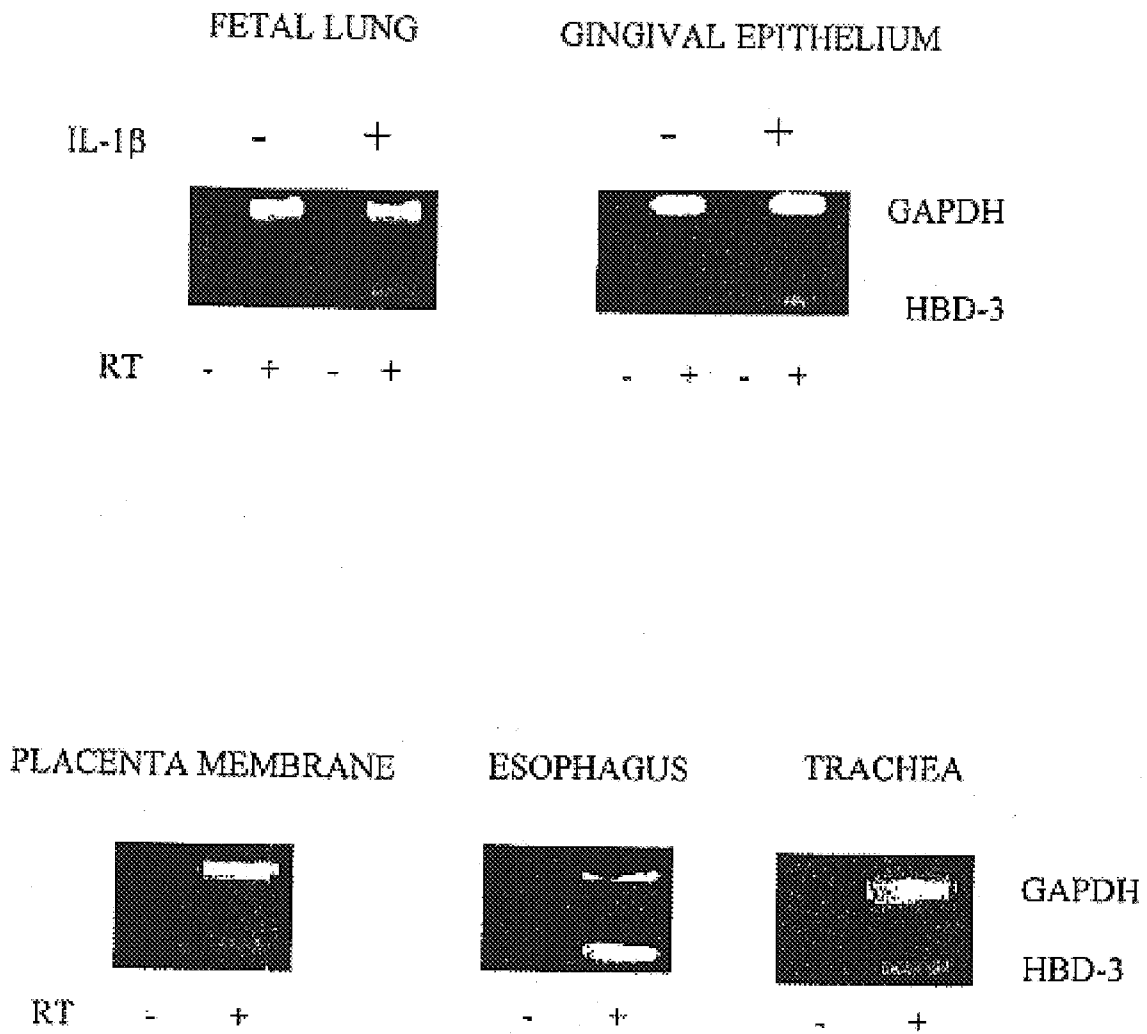 FETAL LUNG GINGIVAL EPITHELIUM
IL-1β - + - +
GAPDH
HBD-3
RT - + - + - + - +
PLACENTA MEMBRANE ESOPHAGUS TRACHEA
GAPDH
HBD-3
RT - + - + - +